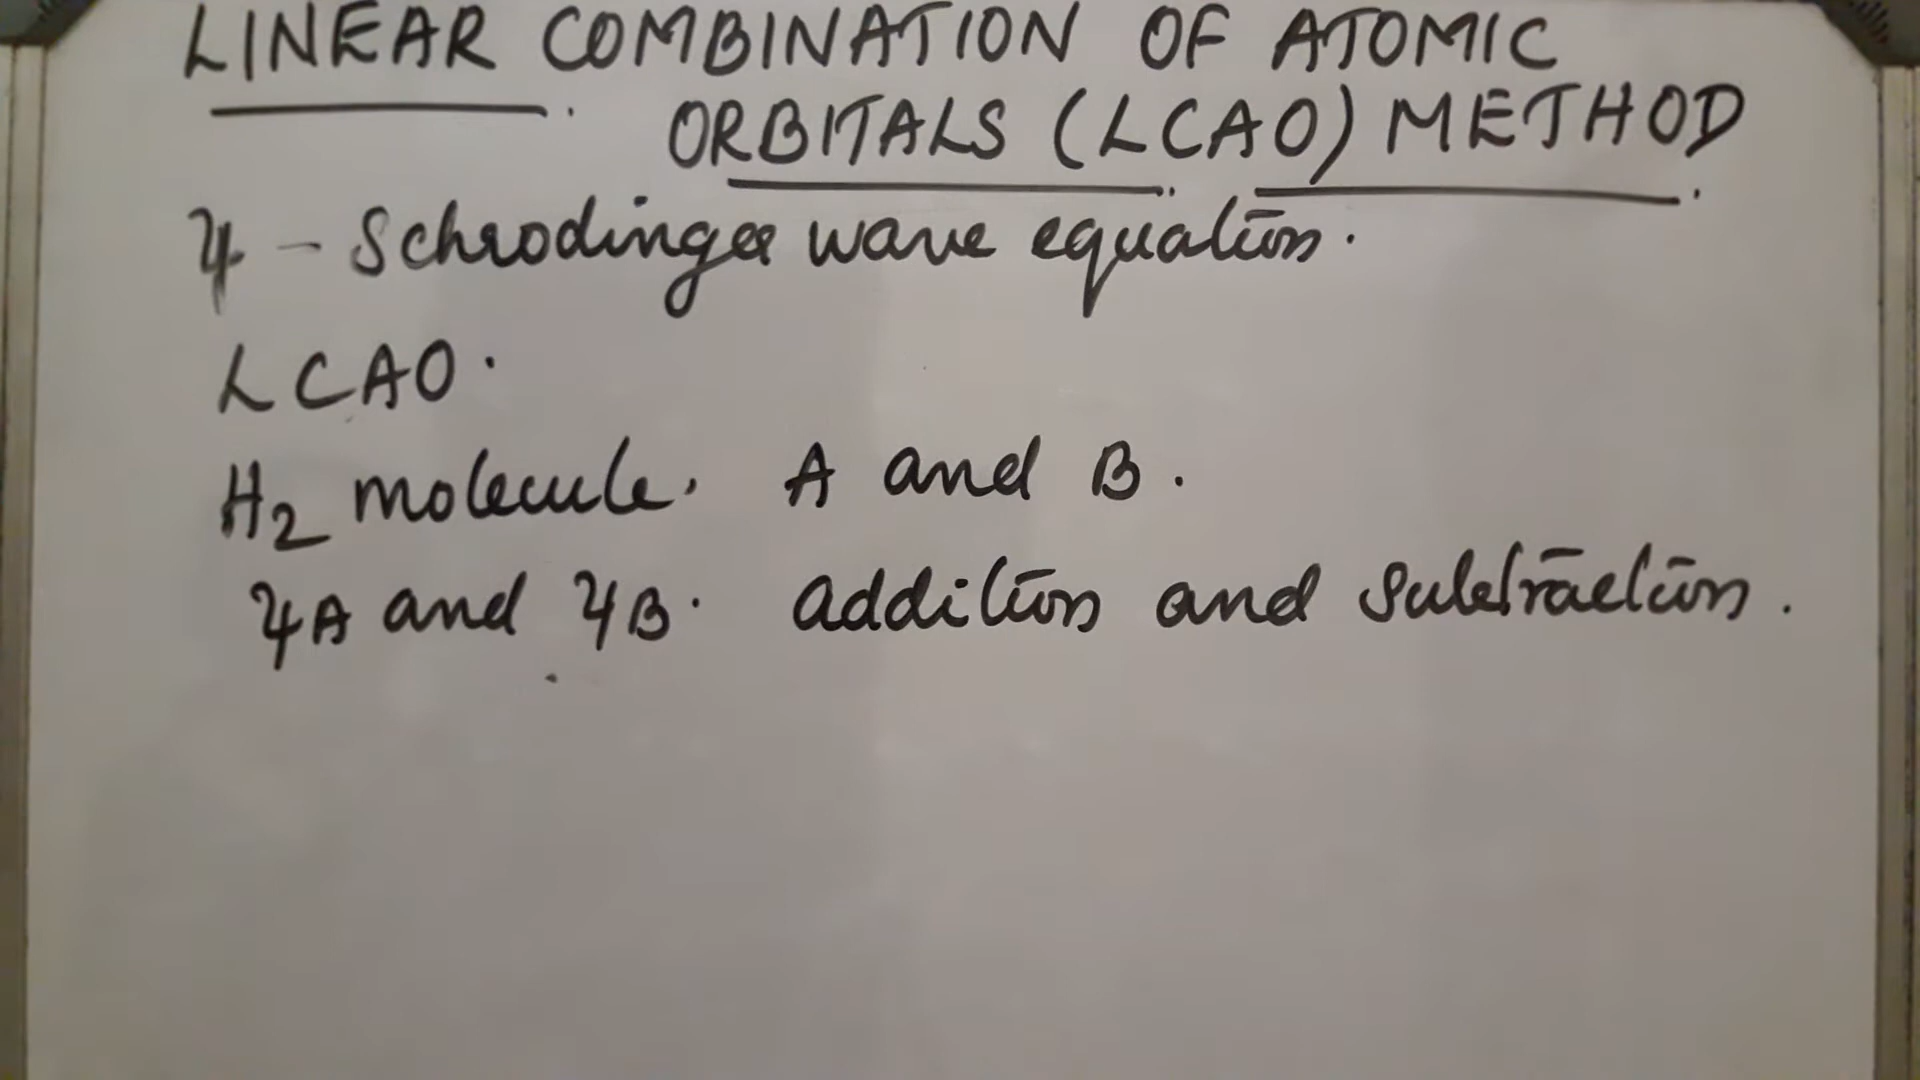 LINEAR COMBINATION OF ATOMIC
ORBITALS (LCAO) METHOD
Ψ - Schrodinger wave equation.
LCAO.
H₂ molecule. A and B.
ΨA and ΨB. addition and subtraction.